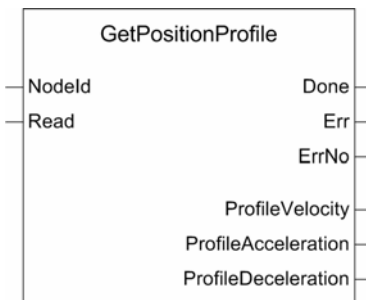 GetPositionProfile
NodeId Done
Read Err
ErrNo
ProfileVelocity
ProfileAcceleration
ProfileDeceleration